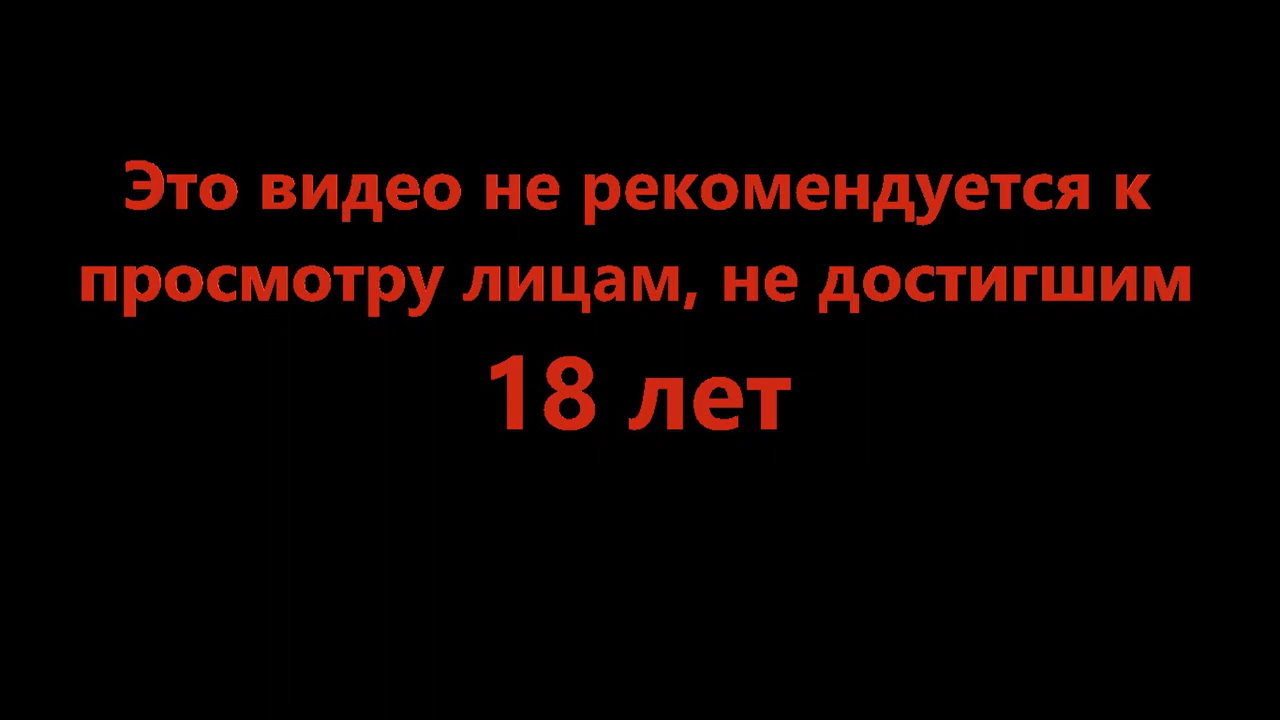 Это видео не рекомендуется к
просмотру лицам, не достигшим
18 лет